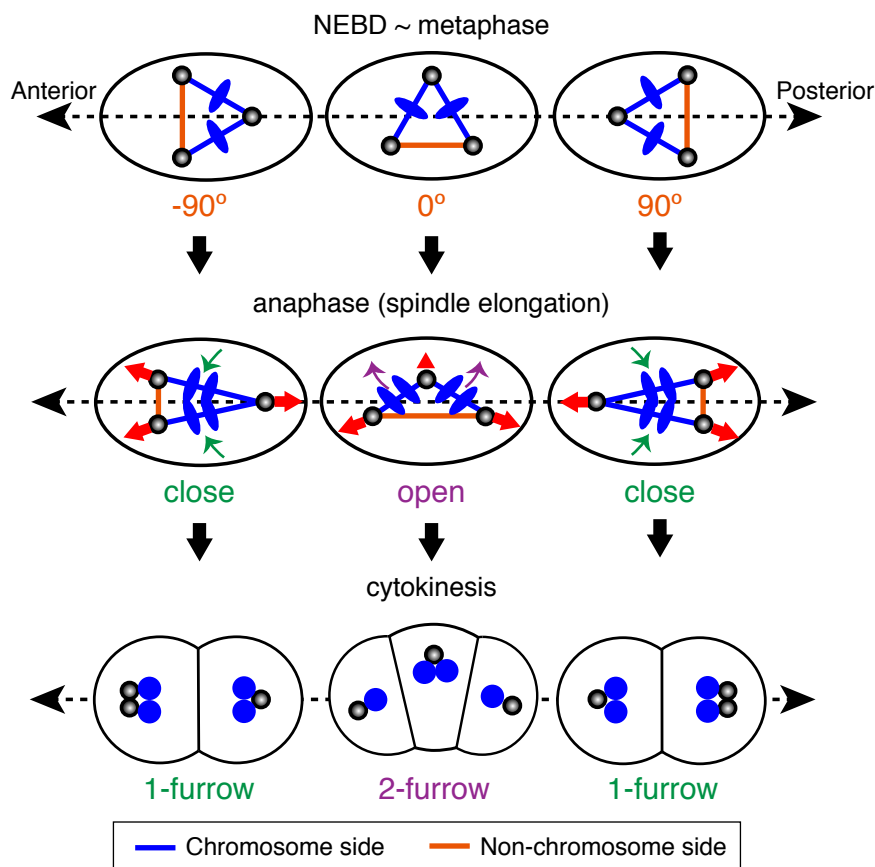 NEBD ~ metaphase
Anterior
Posterior
-90º
0º
90º
anaphase (spindle elongation)
close
open
close
cytokinesis
1-furrow
2-furrow
1-furrow
Chromosome side
Non-chromosome side